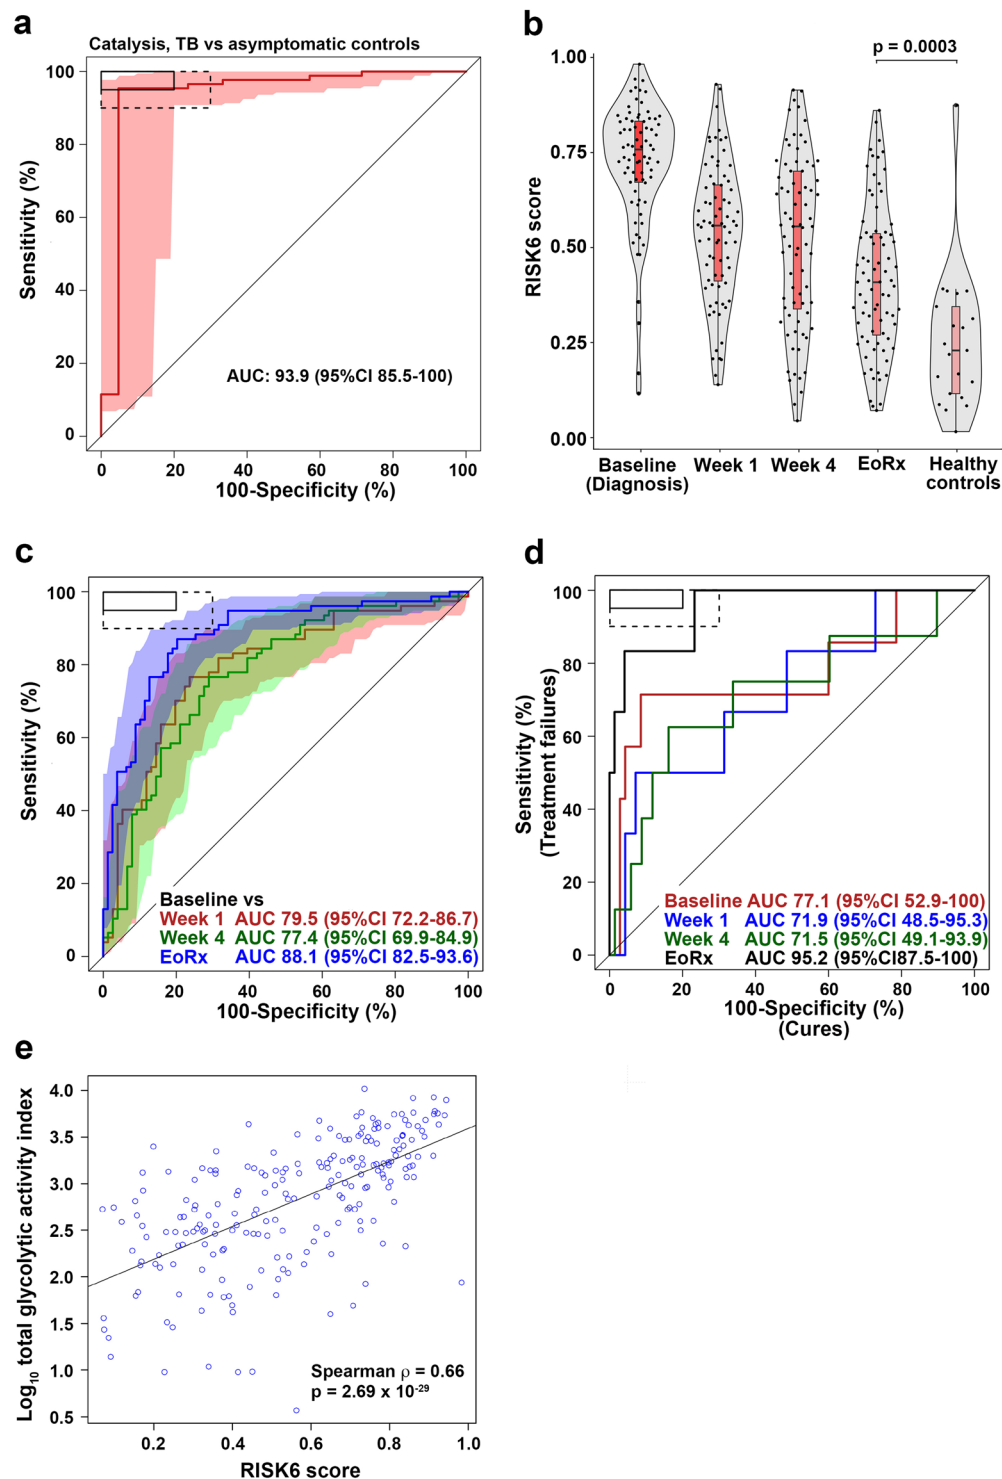 a
Catalysis, TB vs asymptomatic controls
100
80
60
40
20
0
Sensitivity (%)
AUC: 93.9 (95%CI 85.5-100)
0 20 40 60 80 100
100-Specificity (%)
b
p = 0.0003
1.00
0.75
0.50
0.25
0.00
RISK6 score
Baseline Week 1 Week 4 EoRx Healthy
(Diagnosis) controls
c
100
80
60
40
20
0
Sensitivity (%)
Baseline vs
Week 1 AUC 79.5 (95%CI 72.2-86.7)
Week 4 AUC 77.4 (95%CI 69.9-84.9)
EoRx AUC 88.1 (95%CI 82.5-93.6)
0 20 40 60 80 100
100-Specificity (%)
d
100
80
60
40
20
0
Sensitivity (%)
(Treatment failures)
Baseline AUC 77.1 (95%CI 52.9-100)
Week 1 AUC 71.9 (95%CI 48.5-95.3)
Week 4 AUC 71.5 (95%CI 49.1-93.9)
EoRx AUC 95.2 (95%CI87.5-100)
0 20 40 60 80 100
100-Specificity (%)
(Cures)
e
4.0
3.5
3.0
2.5
2.0
1.5
1.0
0.5
Log₁₀ total glycolytic activity index
Spearman ρ = 0.66
p = 2.69 x 10⁻²⁹
0.2 0.4 0.6 0.8 1.0
RISK6 score